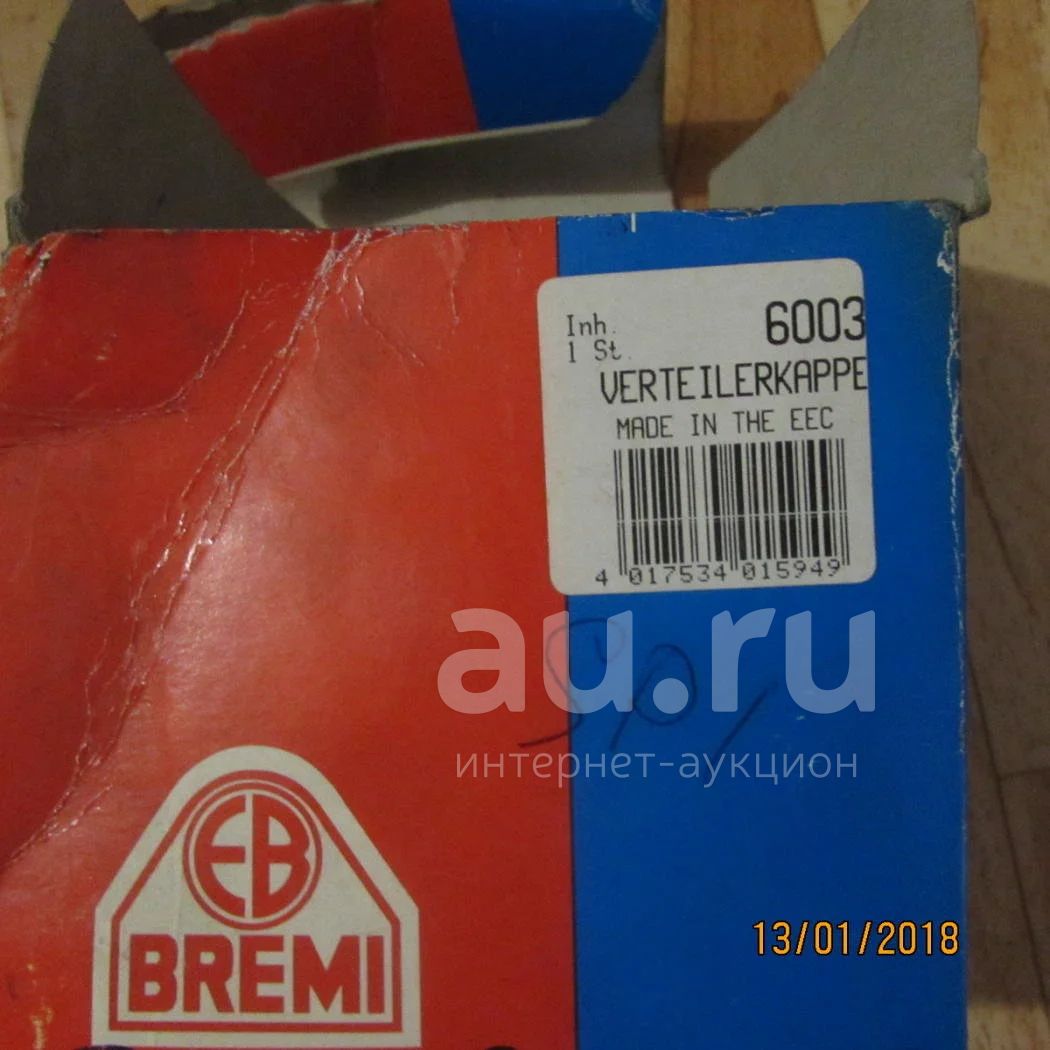 Inh. 6003
1 St.
VERTEILERKAPPE
MADE IN THE EEC
4 017534 015949
au.ru
интернет-аукцион
EB
BREMI
13/01/2018